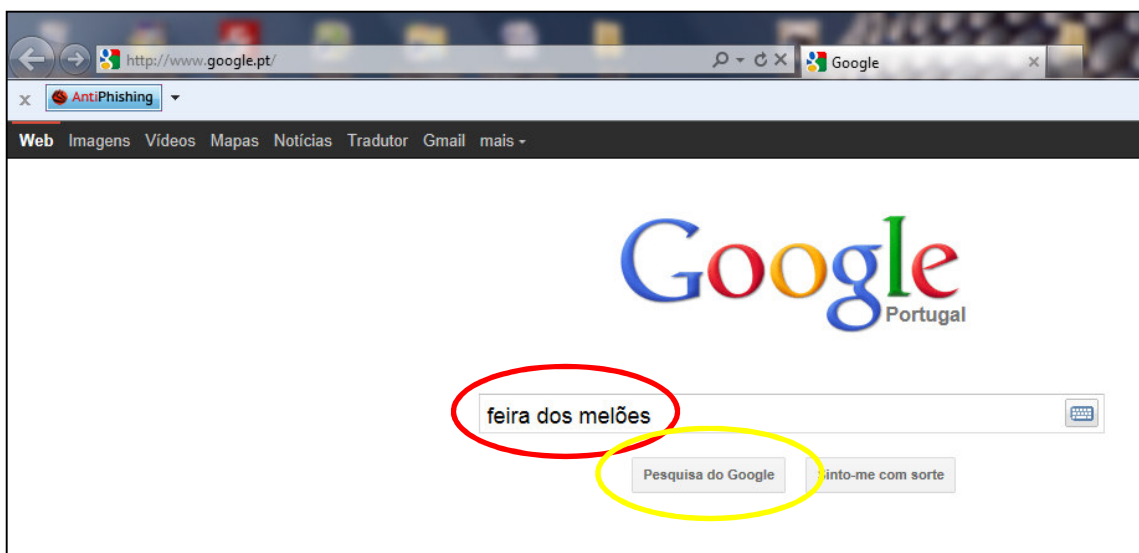 http://www.google.pt/
Google
AntiPhishing
Web Imagens Vídeos Mapas Notícias Tradutor Gmail mais
Google
Portugal
feira dos melões
Pesquisa do Google
Sinto-me com sorte